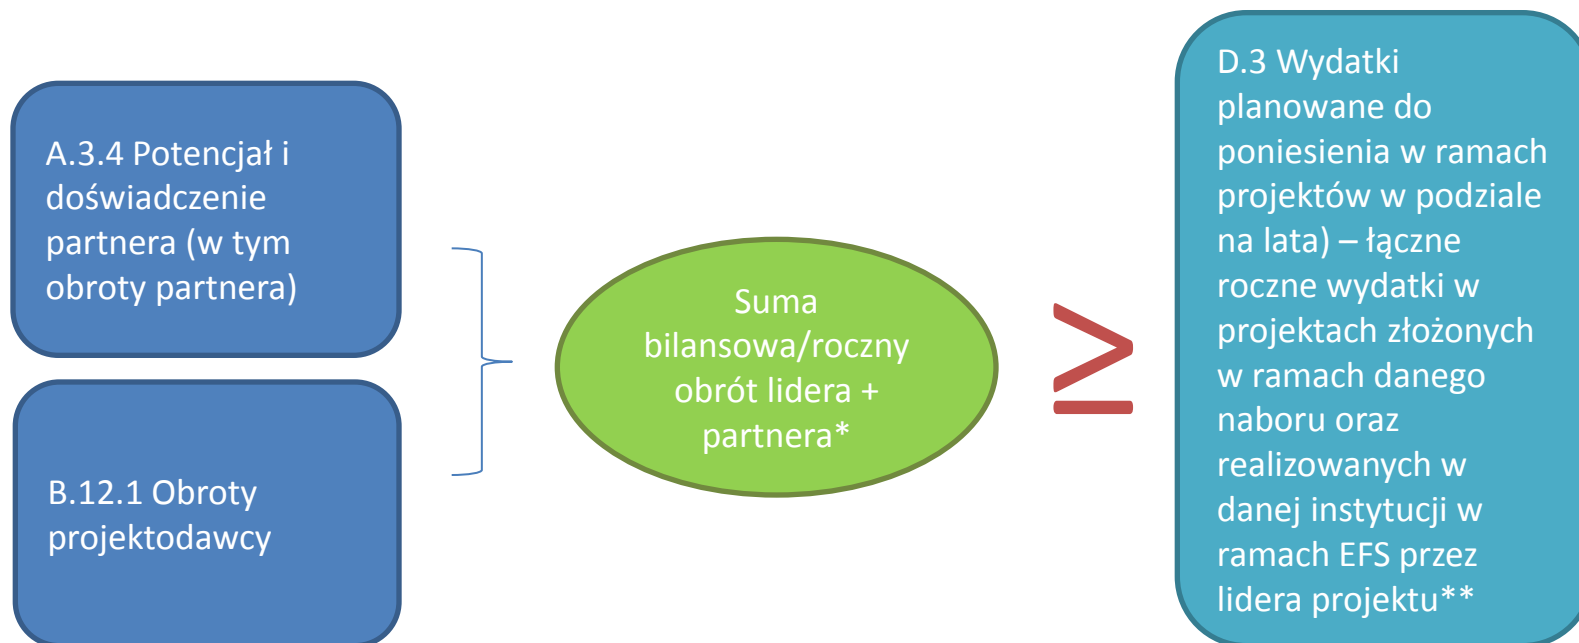 A.3.4 Potencjał i
doświadczenie
partnera (w tym
obroty partnera)
B.12.1 Obroty
projektodawcy
Suma
bilansowa/roczny
obrót lidera +
partnera*
≥
D.3 Wydatki
planowane do
poniesienia w ramach
projektów w podziale
na lata) – łączne
roczne wydatki w
projektach złożonych
w ramach danego
naboru oraz
realizowanych w
danej instytucji w
ramach EFS przez
lidera projektu**